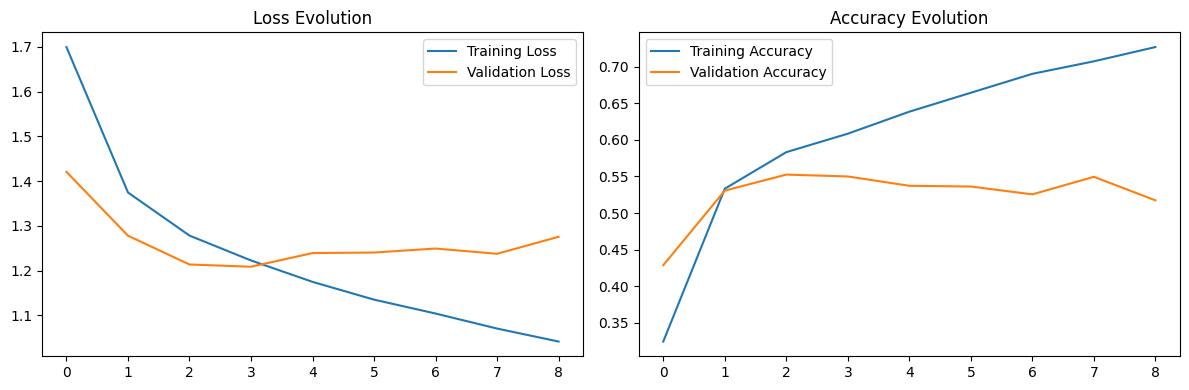 Loss Evolution
Training Loss
Validation Loss
1.7
1.6
1.5
1.4
1.3
1.2
1.1
0 1 2 3 4 5 6 7 8
Accuracy Evolution
Training Accuracy
Validation Accuracy
0.70
0.65
0.60
0.55
0.50
0.45
0.40
0.35
0 1 2 3 4 5 6 7 8